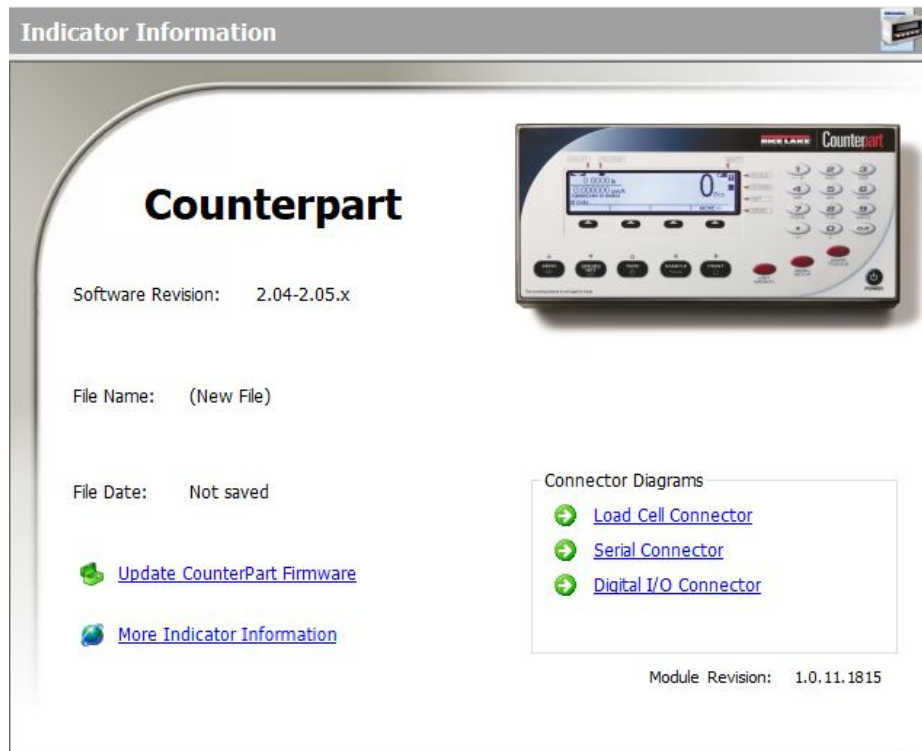 Indicator Information
RICE LAKE Counterpart
Counterpart
Software Revision: 2.04-2.05.x
File Name: (New File)
File Date: Not saved
Update CounterPart Firmware
More Indicator Information
Connector Diagrams
Load Cell Connector
Serial Connector
Digital I/O Connector
Module Revision: 1.0.11.1815